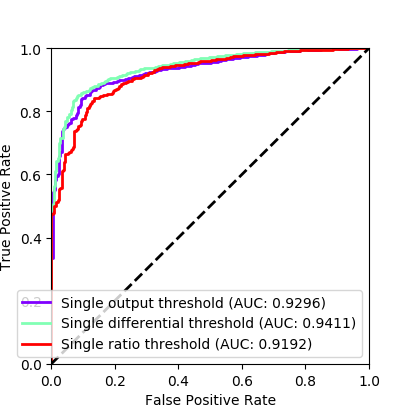 1.0
0.8
0.6
0.4
0.2
0.0
True Positive Rate
Single output threshold (AUC: 0.9296)
Single differential threshold (AUC: 0.9411)
Single ratio threshold (AUC: 0.9192)
0.0 0.2 0.4 0.6 0.8 1.0
False Positive Rate